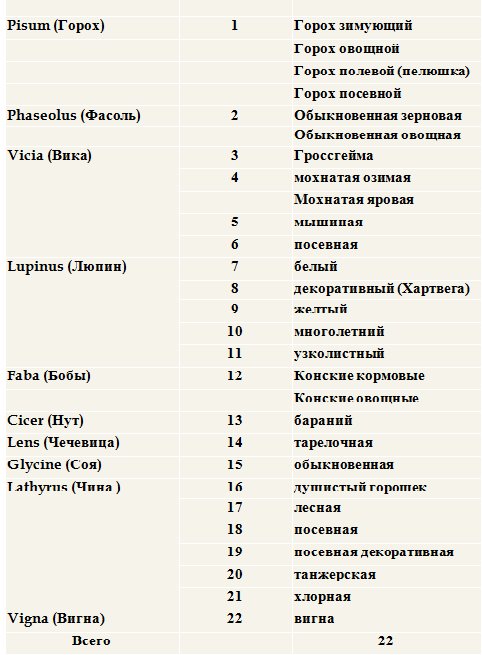 Pisum (Горох) 1 Горох зимующий
Горох овощной
Горох полевой (пелюшка)
Горох посевной
Phaseolus (Фасоль) 2 Обыкновенная зерновая
Обыкновенная овощная
Vicia (Вика) 3 Гроссгейма
4 мохнатая озимая
Мохнатая яровая
5 мышиная
6 посевная
Lupinus (Люпин) 7 белый
8 декоративный (Хартвега)
9 желтый
10 многолетний
11 узколистный
Faba (Бобы) 12 Конские кормовые
Конские овощные
Cicer (Нут) 13 бараний
Lens (Чечевица) 14 тарелочная
Glycine (Соя) 15 обыкновенная
Lathyrus (Чина ) 16 душистый горошек
17 лесная
18 посевная
19 посевная декоративная
20 танжерская
21 хлорная
Vigna (Вигна) 22 вигна
Всего 22